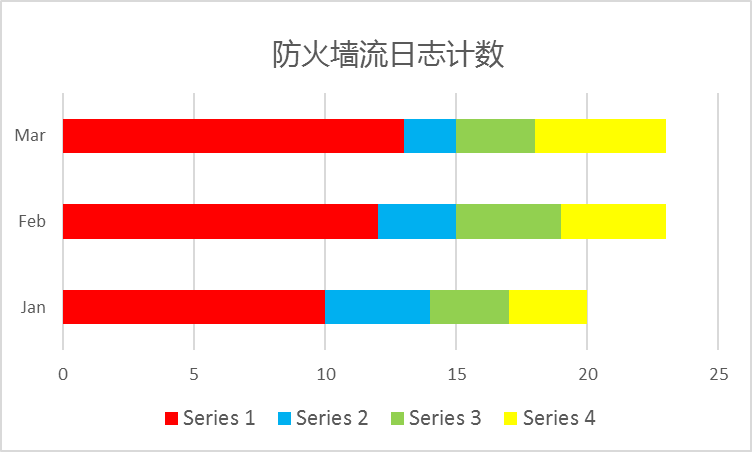 防火墙流日志计数
Mar
Feb
Jan
0 5 10 15 20 25
Series 1 Series 2 Series 3 Series 4